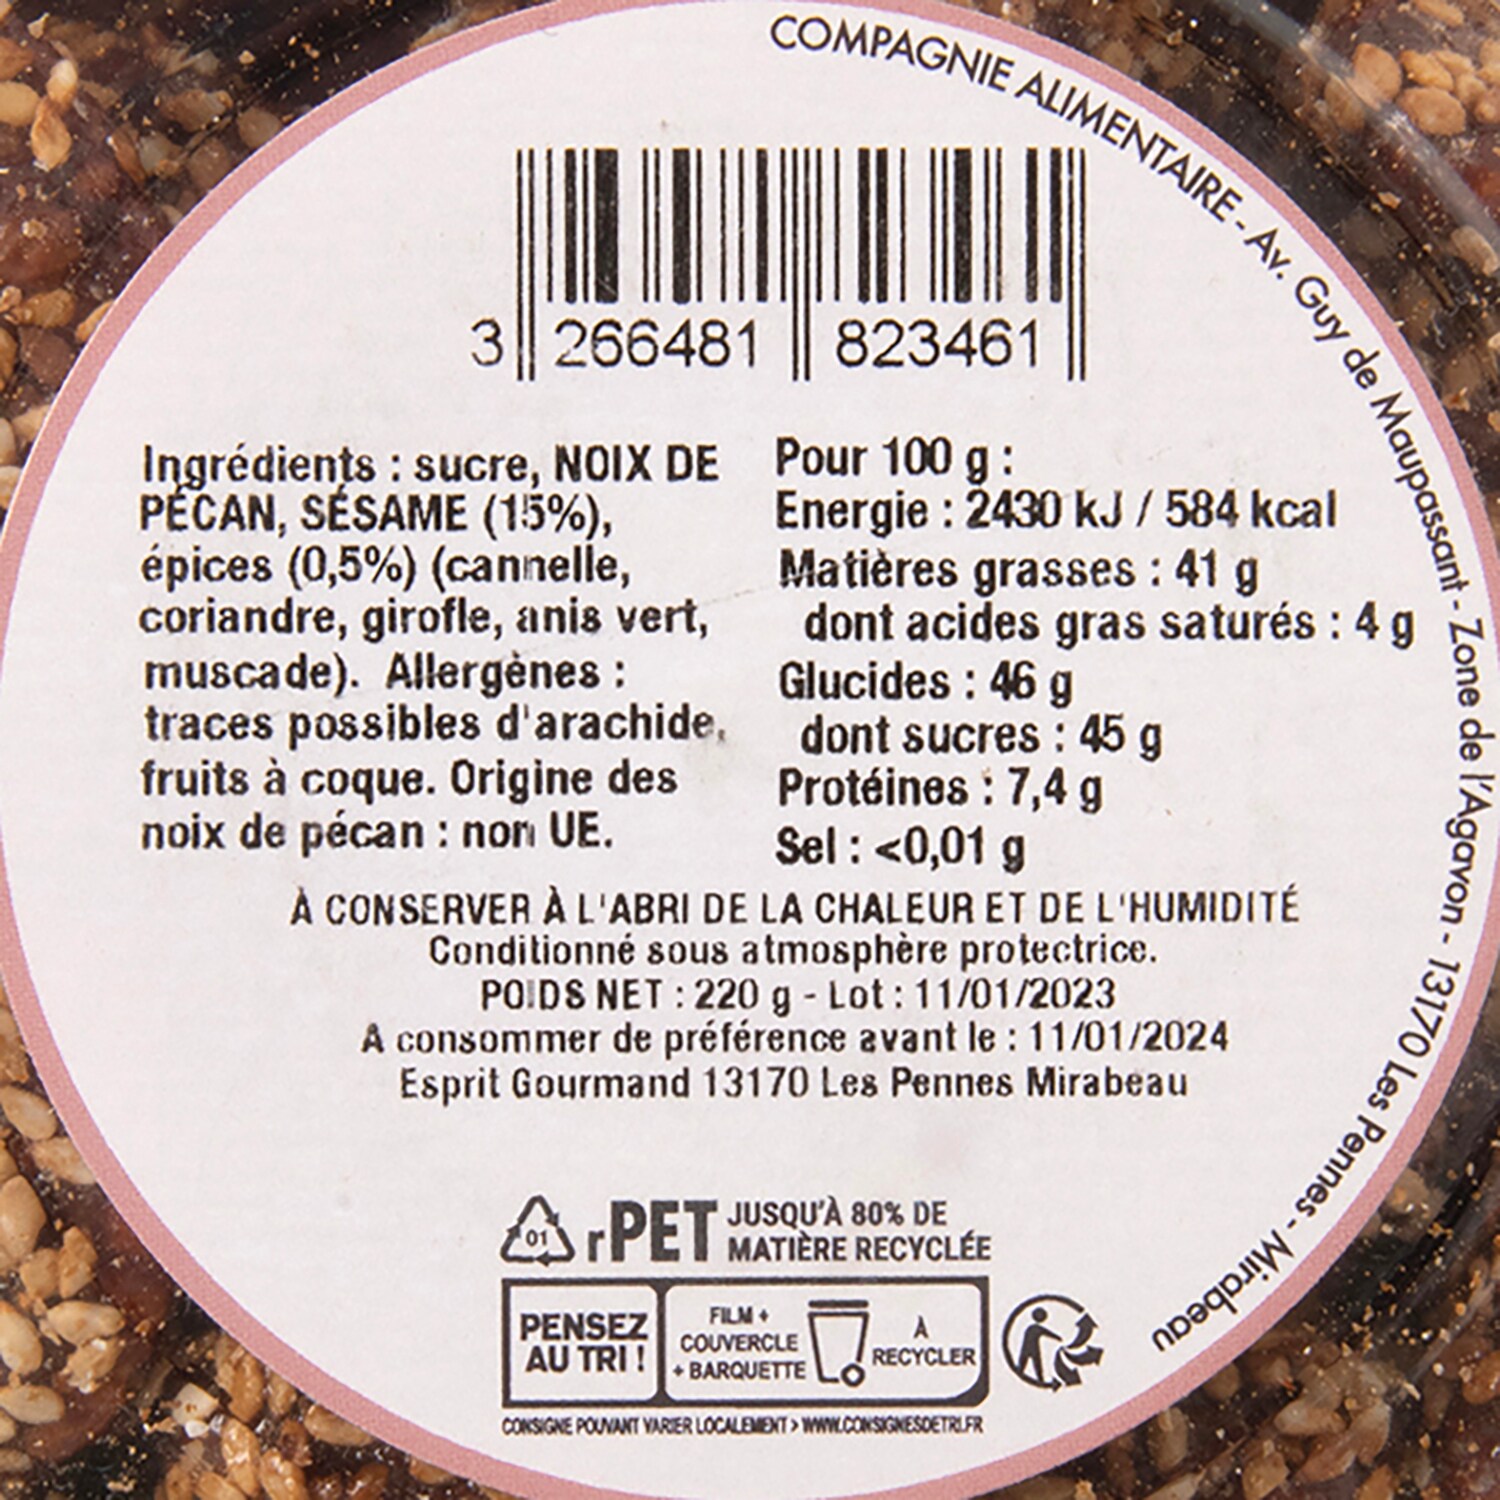 COMPAGNIE ALIMENTAIRE - Av. Guy de Maupassant - Zone de l'Agavon - 13170 Les Pennes - Mirabeau
3 266481 823461
Ingrédients : sucre, NOIX DE
PÉCAN, SÉSAME (15%),
épices (0,5%) (cannelle,
coriandre, girofle, anis vert,
muscade). Allergènes :
traces possibles d'arachide,
fruits à coque. Origine des
noix de pécan : non UE.
Pour 100 g :
Energie : 2430 kJ / 584 kcal
Matières grasses : 41 g
dont acides gras saturés : 4 g
Glucides : 46 g
dont sucres : 45 g
Protéines : 7,4 g
Sel : <0,01 g
À CONSERVER À L'ABRI DE LA CHALEUR ET DE L'HUMIDITÉ
Conditionné sous atmosphère protectrice.
POIDS NET : 220 g - Lot : 11/01/2023
A consommer de préférence avant le : 11/01/2024
Esprit Gourmand 13170 Les Pennes Mirabeau
01 rPET JUSQU'À 80% DE
MATIÈRE RECYCLÉE
PENSEZ
AU TRI !
FILM +
COUVERCLE
+ BARQUETTE
À
RECYCLER
CONSIGNE POUVANT VARIER LOCALEMENT > WWW.CONSIGNESDETRI.FR